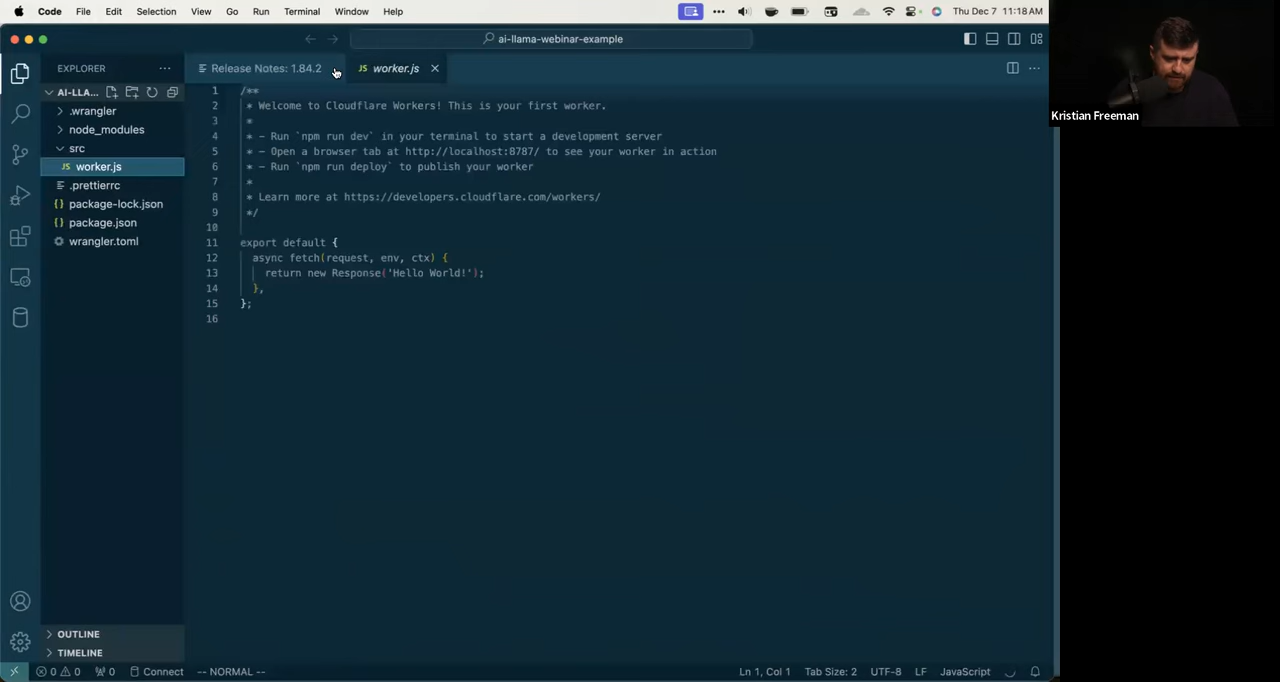 Code File Edit Selection View Go Run Terminal Window Help Thu Dec 7 11:18 AM
ai-llama-webinar-example
EXPLORER
Release Notes: 1.84.2
JS worker.js
AI-LLA...
.wrangler
node_modules
src
JS worker.js
.prettierrc
{} package-lock.json
{} package.json
wrangler.toml
1 /**
2 * Welcome to Cloudflare Workers! This is your first worker.
3 *
4 * - Run `npm run dev` in your terminal to start a development server
5 * - Open a browser tab at http://localhost:8787/ to see your worker in action
6 * - Run `npm run deploy` to publish your worker
7 *
8 * Learn more at https://developers.cloudflare.com/workers/
9 */
10
11 export default {
12 async fetch(request, env, ctx) {
13 return new Response('Hello World!');
14 },
15 };
16
OUTLINE
TIMELINE
0 0 0 Connect -- NORMAL -- Ln 1, Col 1 Tab Size: 2 UTF-8 LF JavaScript
Kristian Freeman